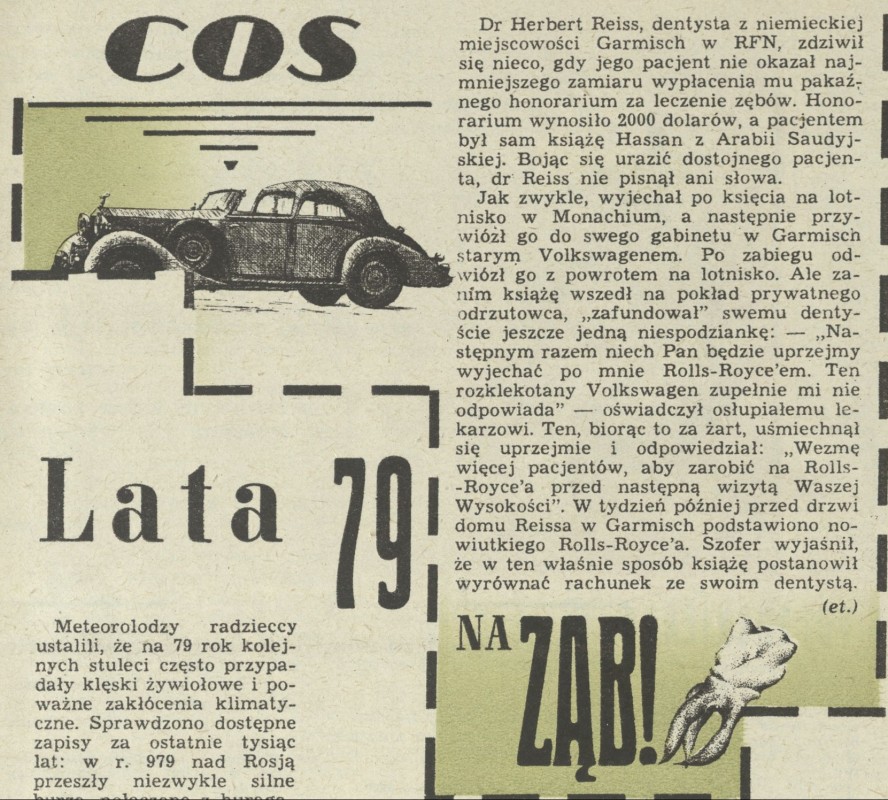 COS
Dr Herbert Reiss, dentysta z niemieckiej
miejscowości Garmisch w RFN, zdziwił
się nieco, gdy jego pacjent nie okazał naj-
mniejszego zamiaru wypłacenia mu pakaź-
nego honorarium za leczenie zębów. Hono-
rarium wynosiło 2000 dolarów, a pacjentem
był sam książę Hassan z Arabii Saudyj-
skiej. Bojąc się urazić dostojnego pacjen-
ta, dr Reiss nie pisnął ani słowa.
Jak zwykle, wyjechał po księcia na lot-
nisko w Monachium, a następnie przy-
wiózł go do swego gabinetu w Garmisch
starym Volkswagenem. Po zabiegu od-
wiózł go z powrotem na lotnisko. Ale za-
nim książę wszedł na pokład prywatnego
odrzutowca, „zafundował” swemu denty-
ście jeszcze jedną niespodziankę: — „Na-
stępnym razem niech Pan będzie uprzejmy
wyjechać po mnie Rolls-Royce'em. Ten
rozklekotany Volkswagen zupełnie mi nie
odpowiada” — oświadczył osłupiałemu le-
karzowi. Ten, biorąc to za żart, uśmiechnął
się uprzejmie i odpowiedział: „Wezmę
więcej pacjentów, aby zarobić na Rolls-
-Royce'a przed następną wizytą Waszej
Wysokości”. W tydzień później przed drzwi
domu Reissa w Garmisch podstawiono no-
wiutkiego Rolls-Royce'a. Szofer wyjaśnił,
że w ten właśnie sposób książę postanowił
wyrównać rachunek ze swoim dentystą.
(et.)
NA ZĄB!
Lata 79
Meteorolodzy radzieccy
ustalili, że na 79 rok kolej-
nych stuleci często przypa-
dały klęski żywiołowe i po-
ważne zakłócenia klimaty-
czne. Sprawdzono dostępne
zapisy za ostatnie tysiąc
lat: w r. 979 nad Rosją
przeszły niezwykle silne